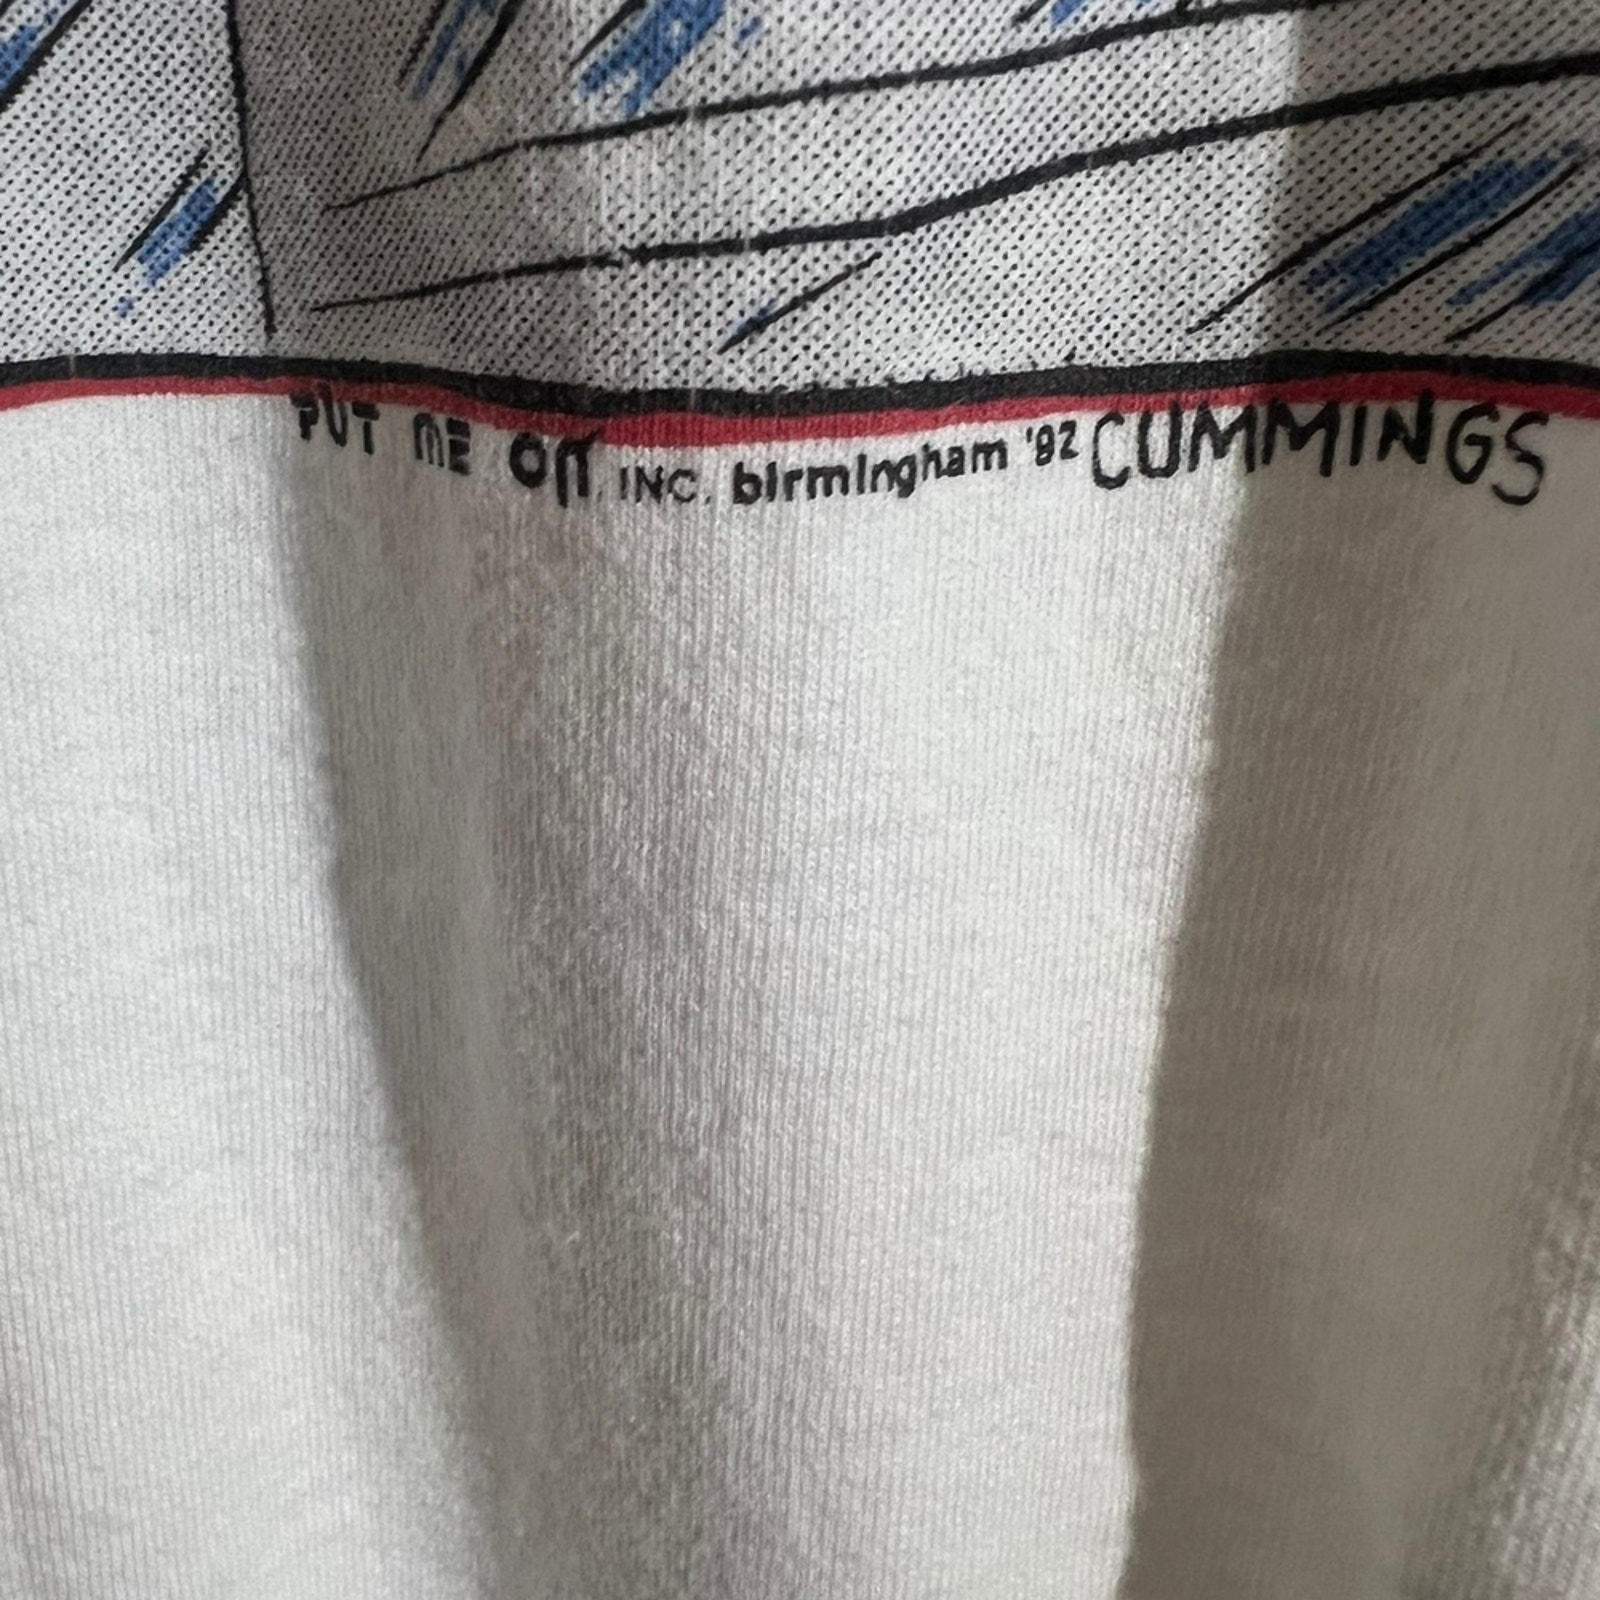 PUT ME ON, INC. birmingham '92 CUMMINGS